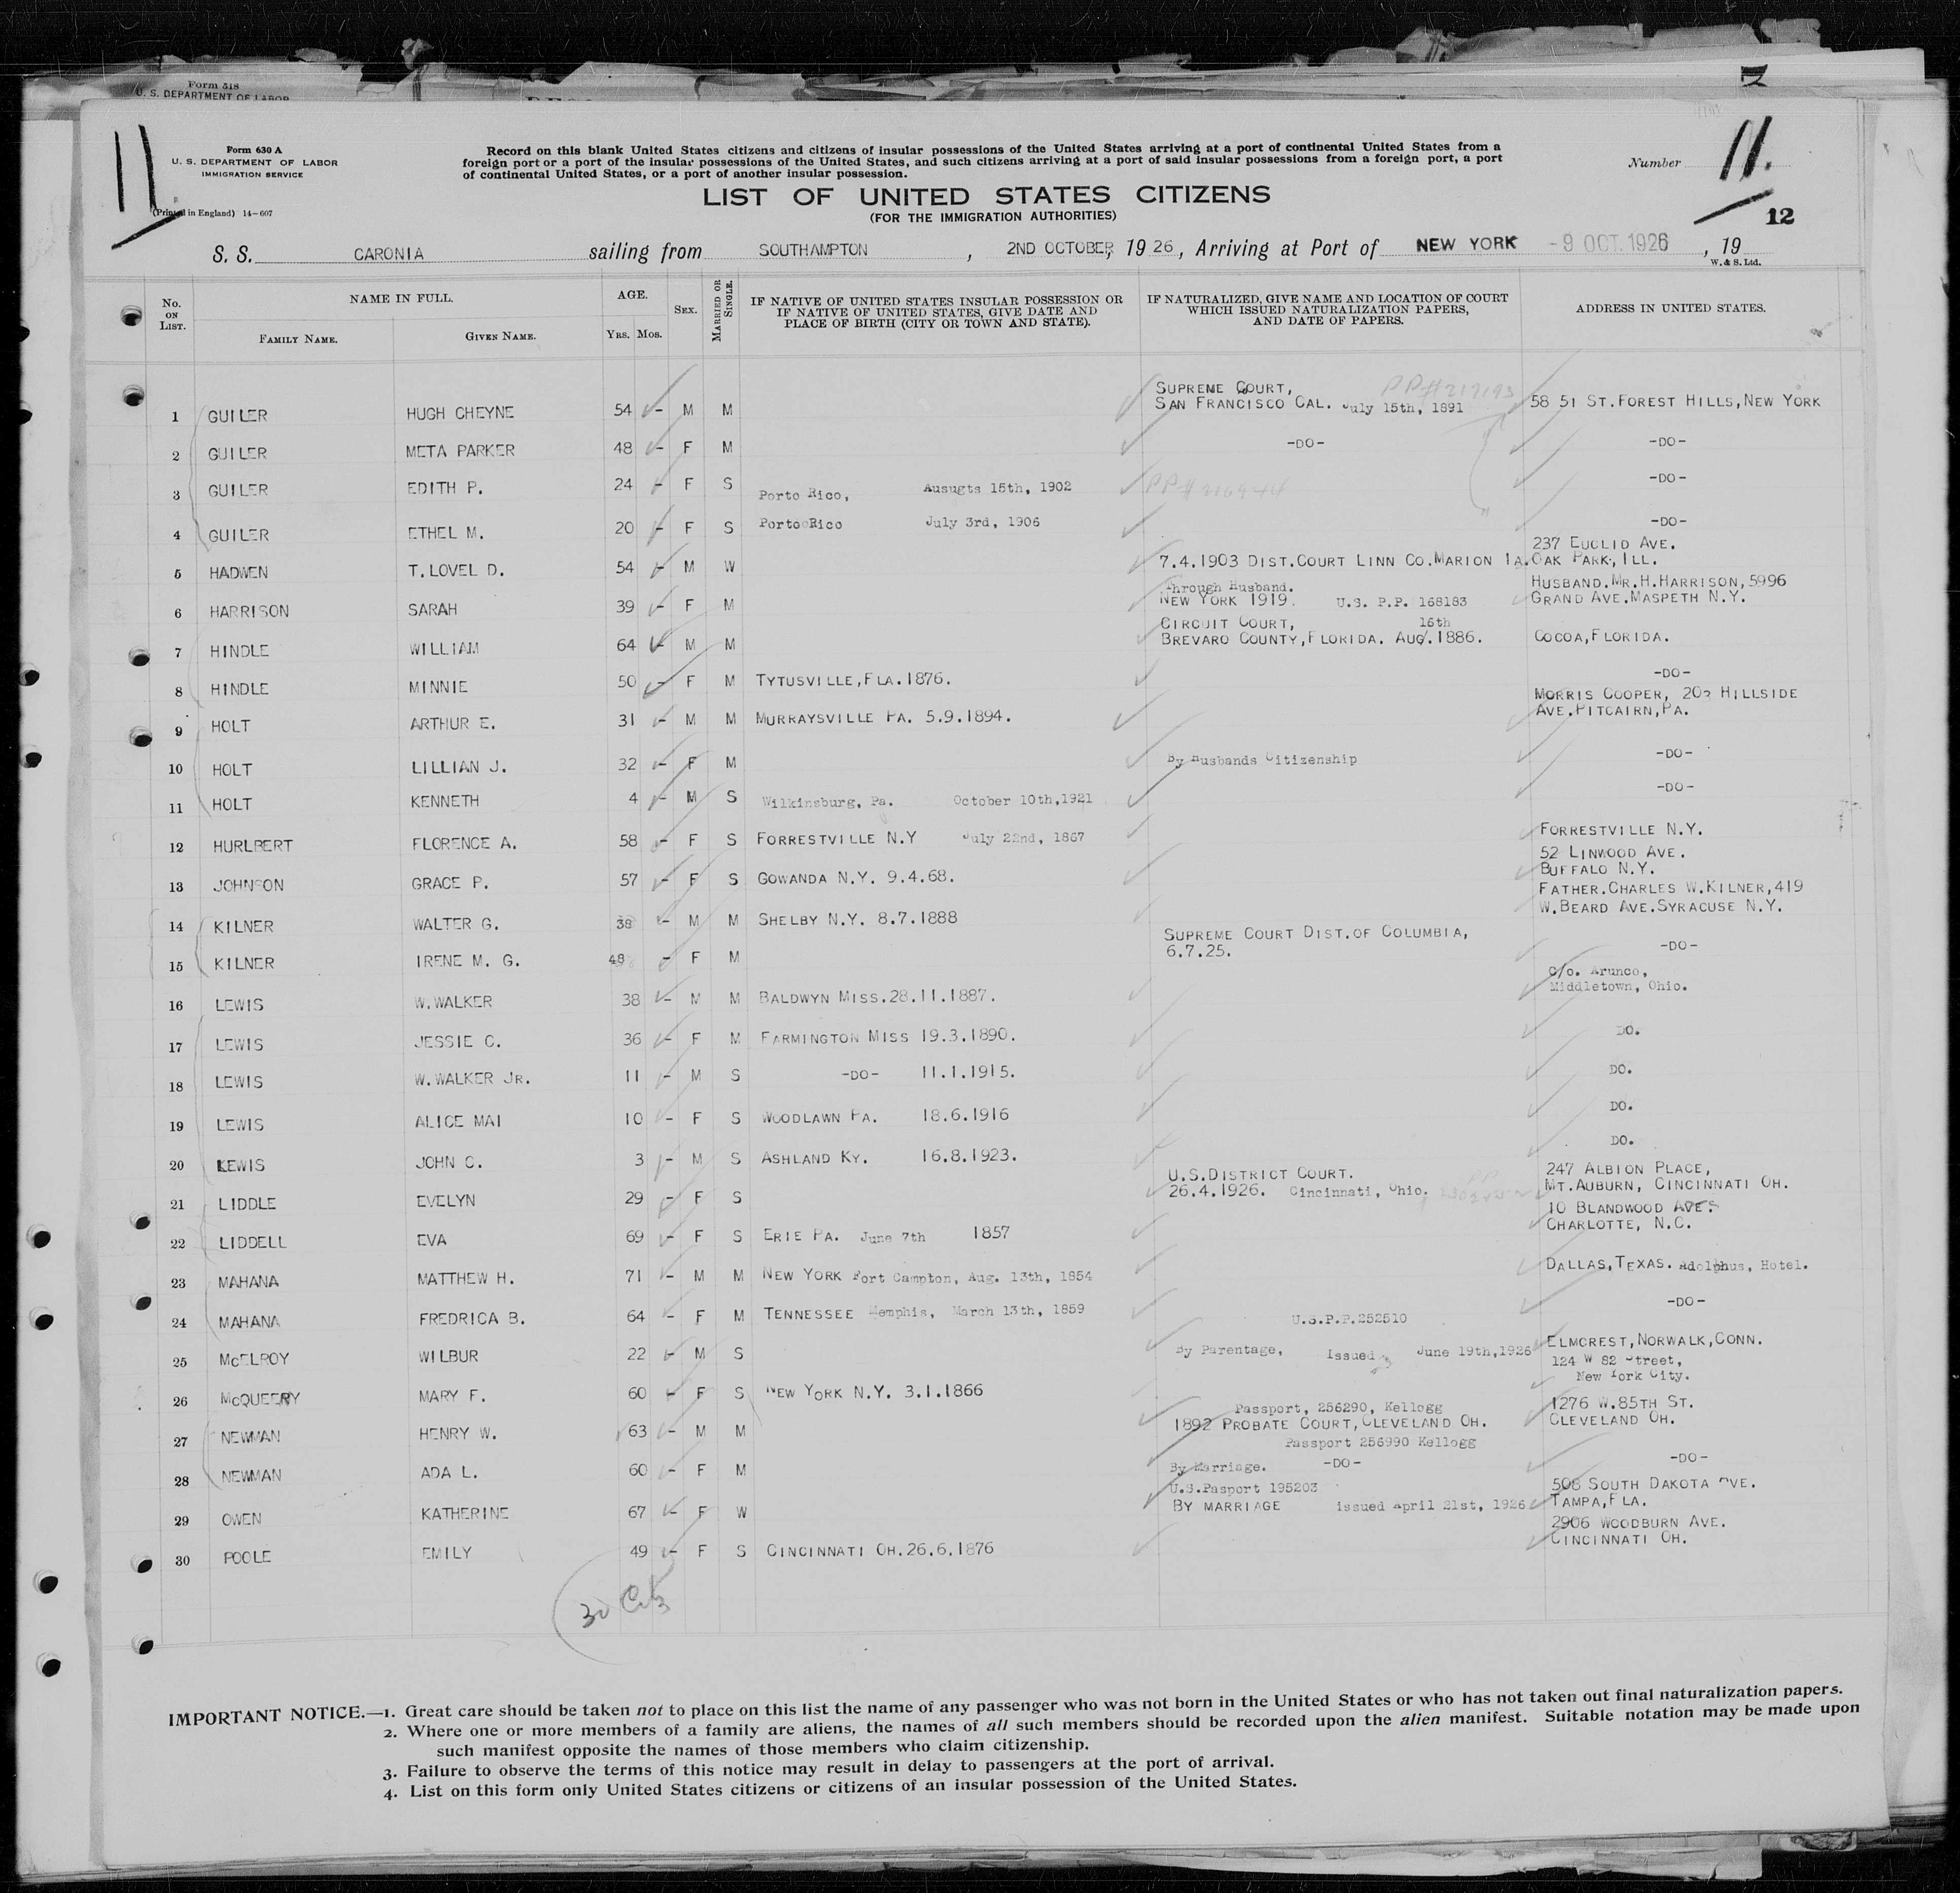 Form 518
U. S. DEPARTMENT OF LABOR
11
Form 630 A
U. S. DEPARTMENT OF LABOR
IMMIGRATION SERVICE
(Printed in England) 14-607
Record on this blank United States citizens and citizens of insular possessions of the United States arriving at a port of continental United States from a
foreign port or a port of the insular possessions of the United States, and such citizens arriving at a port of said insular possessions from a foreign port, a port
of continental United States, or a port of another insular possession.
Number 11.
LIST OF UNITED STATES CITIZENS
(FOR THE IMMIGRATION AUTHORITIES)
12
S. S. CARONIA sailing from SOUTHAMPTON, 2ND OCTOBER, 1926, Arriving at Port of NEW YORK -9 OCT. 1926, 19
W. & S. Ltd.
No. ON LIST.
NAME IN FULL.
FAMILY NAME.
GIVEN NAME.
AGE.
YRS. MOS.
SEX.
MARRIED OR SINGLE.
IF NATIVE OF UNITED STATES INSULAR POSSESSION OR
IF NATIVE OF UNITED STATES, GIVE DATE AND
PLACE OF BIRTH (CITY OR TOWN AND STATE).
IF NATURALIZED, GIVE NAME AND LOCATION OF COURT
WHICH ISSUED NATURALIZATION PAPERS,
AND DATE OF PAPERS.
ADDRESS IN UNITED STATES.
SUPREME COURT, PP#217193
1 GUILER HUGH CHEYNE 54 - M M SAN FRANCISCO CAL. July 15th, 1891 58 51 ST. FOREST HILLS, NEW YORK
2 GUILER META PARKER 48 - F M -DO- -DO-
3 GUILER EDITH P. 24 - F S Porto Rico, Ausugts 15th, 1902 -DO-
4 GUILER ETHEL M. 20 - F S PortooRico July 3rd, 1906 -DO-
237 EUCLID AVE.
5 HADWEN T. LOVEL D. 54 - M W 7.4.1903 DIST. COURT LINN CO. MARION IA. OAK PARK, ILL.
Through Husband. HUSBAND. MR. H. HARRISON, 5996
6 HARRISON SARAH 39 - F M NEW YORK 1919. U.S. P.P. 168183 GRAND AVE. MASPETH N.Y.
CIRCUIT COURT, 16th
7 HINDLE WILLIAM 64 - M M BREVARO COUNTY, FLORIDA. AUG. 1886. COCOA, FLORIDA.
8 HINDLE MINNIE 50 - F M TYTUSVILLE, FLA. 1876. -DO-
MORRIS COOPER, 203 HILLSIDE
9 HOLT ARTHUR E. 31 - M M MURRAYSVILLE PA. 5.9.1894. AVE. PITCAIRN, PA.
10 HOLT LILLIAN J. 32 - F M By Husbands Citizenship -DO-
11 HOLT KENNETH 4 - M S Wilkinsburg, Pa. October 10th, 1921 -DO-
12 HURLBERT FLORENCE A. 58 - F S FORRESTVILLE N.Y July 22nd, 1867 FORRESTVILLE N.Y.
52 LINWOOD AVE.
13 JOHNSON GRACE P. 57 - F S GOWANDA N.Y. 9.4.68. BUFFALO N.Y.
FATHER. CHARLES W. KILNER, 419
14 KILNER WALTER G. 38 - M M SHELBY N.Y. 8.7.1888 W. BEARD AVE. SYRACUSE N.Y.
SUPREME COURT DIST. OF COLUMBIA,
15 KILNER IRENE M. G. 48 - F M 6.7.25. -DO-
c/o. Arunco,
16 LEWIS W. WALKER 38 - M M BALDWYN MISS. 28.11.1887. Middletown, Ohio.
17 LEWIS JESSIE C. 36 - F M FARMINGTON MISS 19.3.1890. DO.
18 LEWIS W. WALKER JR. 11 - M S -DO- 11.1.1915. DO.
19 LEWIS ALICE MAI 10 - F S WOODLAWN PA. 18.6.1916 DO.
20 LEWIS JOHN C. 3 - M S ASHLAND KY. 16.8.1923. DO.
U.S. DISTRICT COURT. 247 ALBION PLACE,
21 LIDDLE EVELYN 29 - F S 26.4.1926. Cincinnati, Ohio. MT. AUBURN, CINCINNATI OH.
10 BLANDWOOD AVE.
22 LIDDELL EVA 69 - F S ERIE PA. June 7th 1857 CHARLOTTE, N.C.
23 MAHANA MATTHEW H. 71 - M M NEW YORK Fort Campton, Aug. 13th, 1854 DALLAS, TEXAS. Adolphus, Hotel.
24 MAHANA FREDRICA B. 64 - F M TENNESSEE Memphis, March 13th, 1859 -DO-
U.S.P.P. 252510
25 McELROY WILBUR 22 - M S By Parentage, Issued June 19th, 1926 ELMCREST, NORWALK, CONN.
124 W 82 Street,
26 McQUEENY MARY F. 60 - F S NEW YORK N.Y. 3.1.1866 New York City.
Passport, 256290, Kellogg 1276 W. 85TH ST.
27 NEWMAN HENRY W. 63 - M M 1892 PROBATE COURT, CLEVELAND OH. CLEVELAND OH.
Passport 256990 Kellogg
28 NEWMAN ADA L. 60 - F M By Marriage. -DO- -DO-
U.S. Pasport 195203 508 SOUTH DAKOTA AVE.
29 OWEN KATHERINE 67 - F W BY MARRIAGE issued April 21st, 1926 TAMPA, FLA.
2906 WOODBURN AVE.
30 POOLE EMILY 49 - F S CINCINNATI OH. 26.6.1876 CINCINNATI OH.
30 Cits
IMPORTANT NOTICE.—1. Great care should be taken not to place on this list the name of any passenger who was not born in the United States or who has not taken out final naturalization papers.
2. Where one or more members of a family are aliens, the names of all such members should be recorded upon the alien manifest. Suitable notation may be made upon
such manifest opposite the names of those members who claim citizenship.
3. Failure to observe the terms of this notice may result in delay to passengers at the port of arrival.
4. List on this form only United States citizens or citizens of an insular possession of the United States.